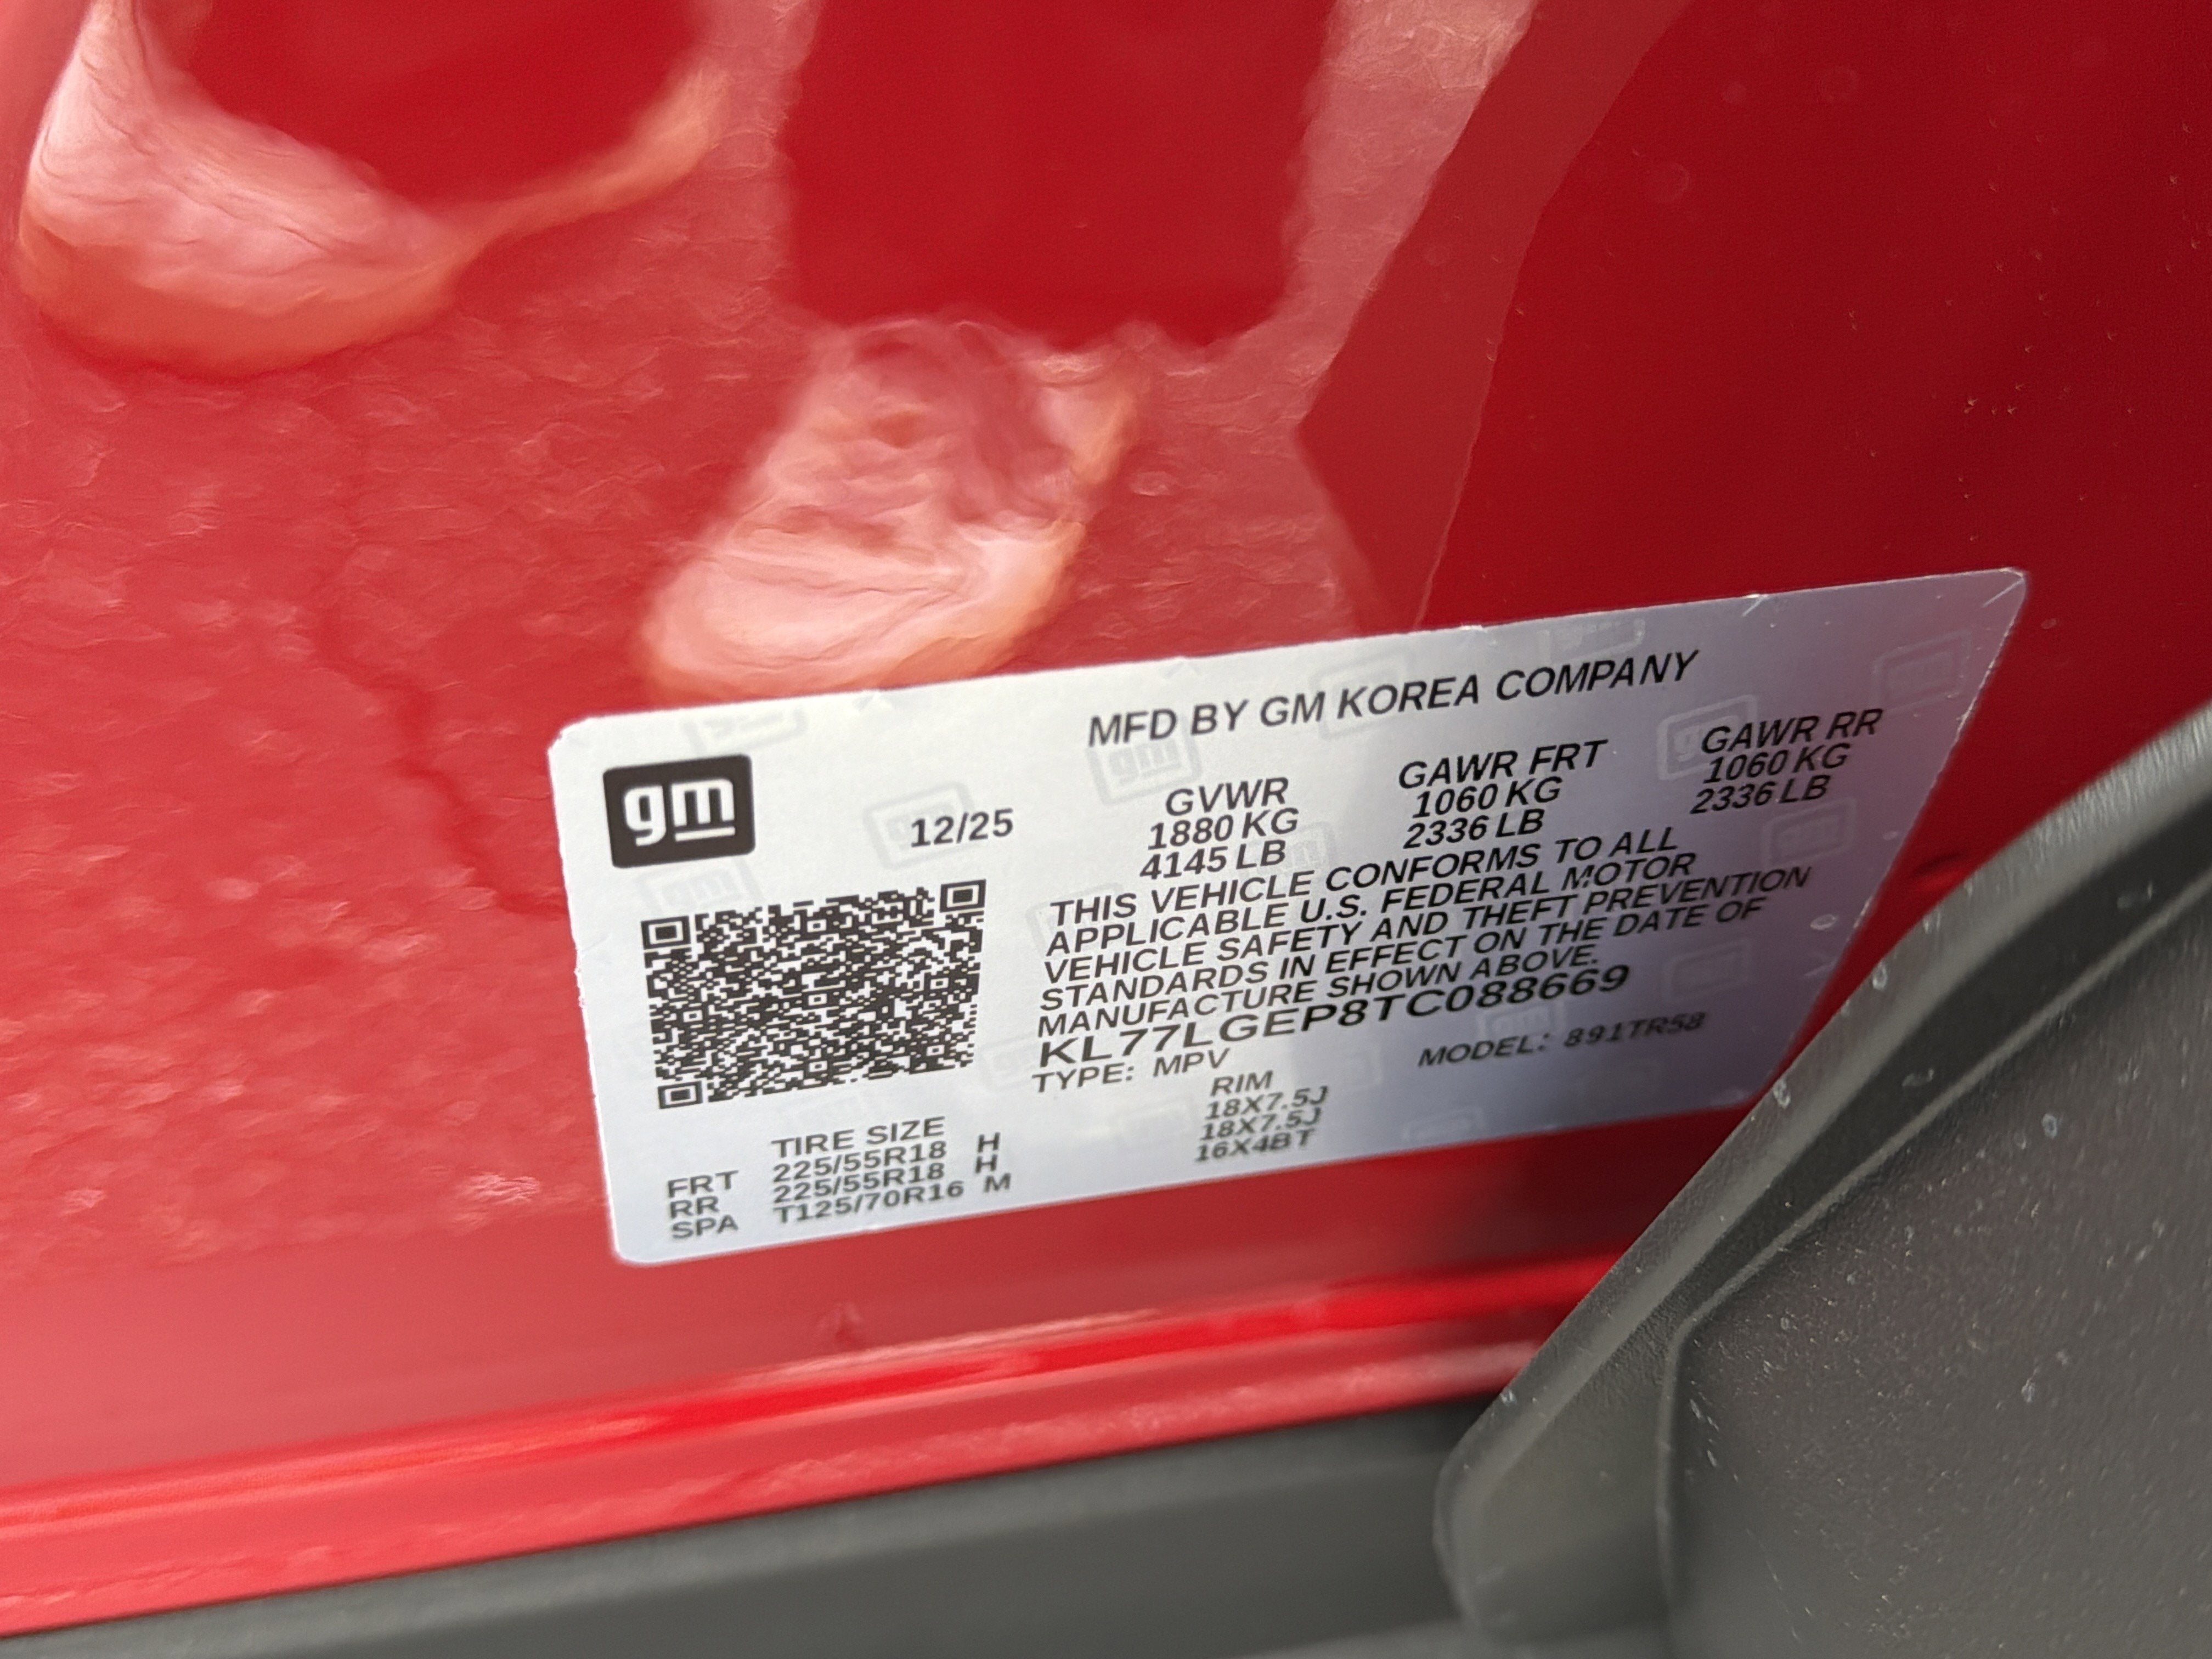 gm
MFD BY GM KOREA COMPANY
12/25
GVWR GAWR FRT GAWR RR
1880 KG 1060 KG 1060 KG
4145 LB 2336 LB 2336 LB
THIS VEHICLE CONFORMS TO ALL
APPLICABLE U.S. FEDERAL MOTOR
VEHICLE SAFETY AND THEFT PREVENTION
STANDARDS IN EFFECT ON THE DATE OF
MANUFACTURE SHOWN ABOVE.
KL77LGEP8TC088669
TYPE: MPV MODEL: 891TR58
TIRE SIZE RIM
FRT 225/55R18 H 18X7.5J
RR 225/55R18 H 18X7.5J
SPA T125/70R16 M 16X4BT